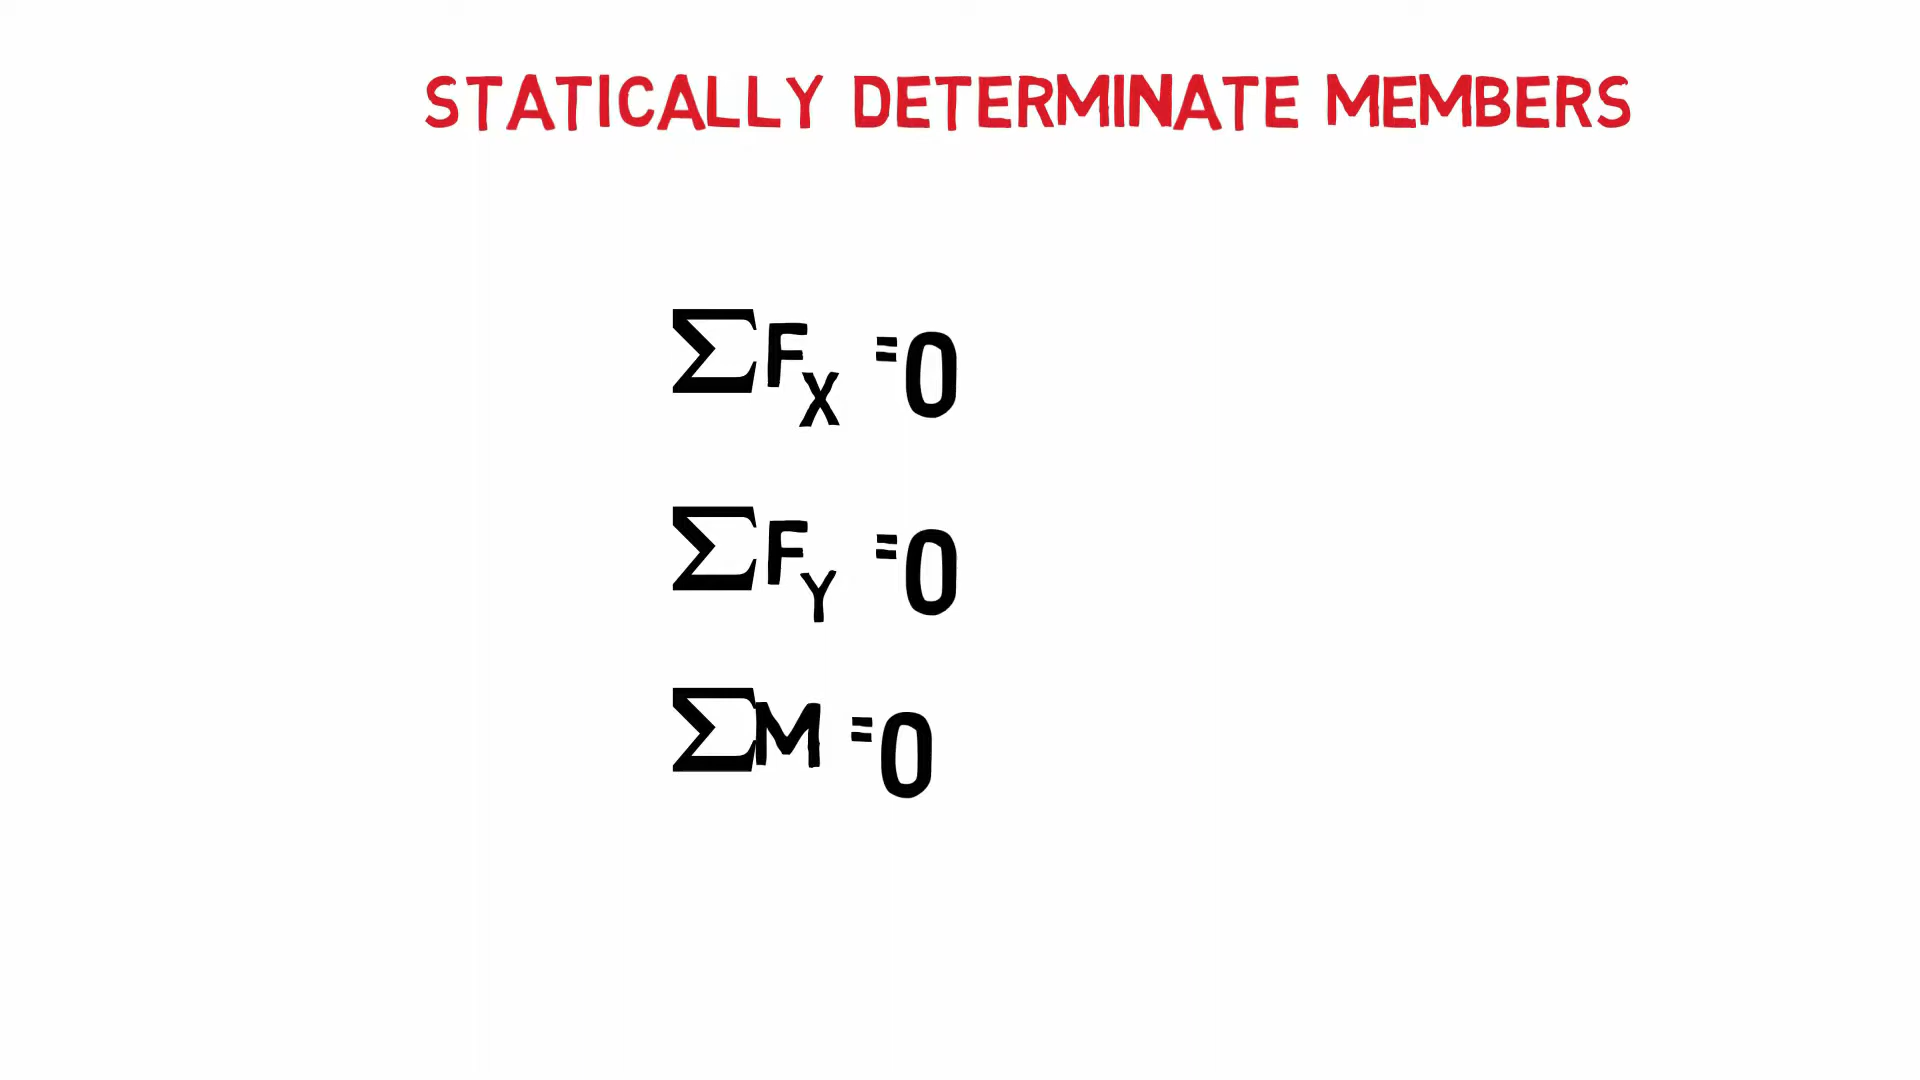 STATICALLY DETERMINATE MEMBERS
ΣFX =0
ΣFY =0
ΣM =0